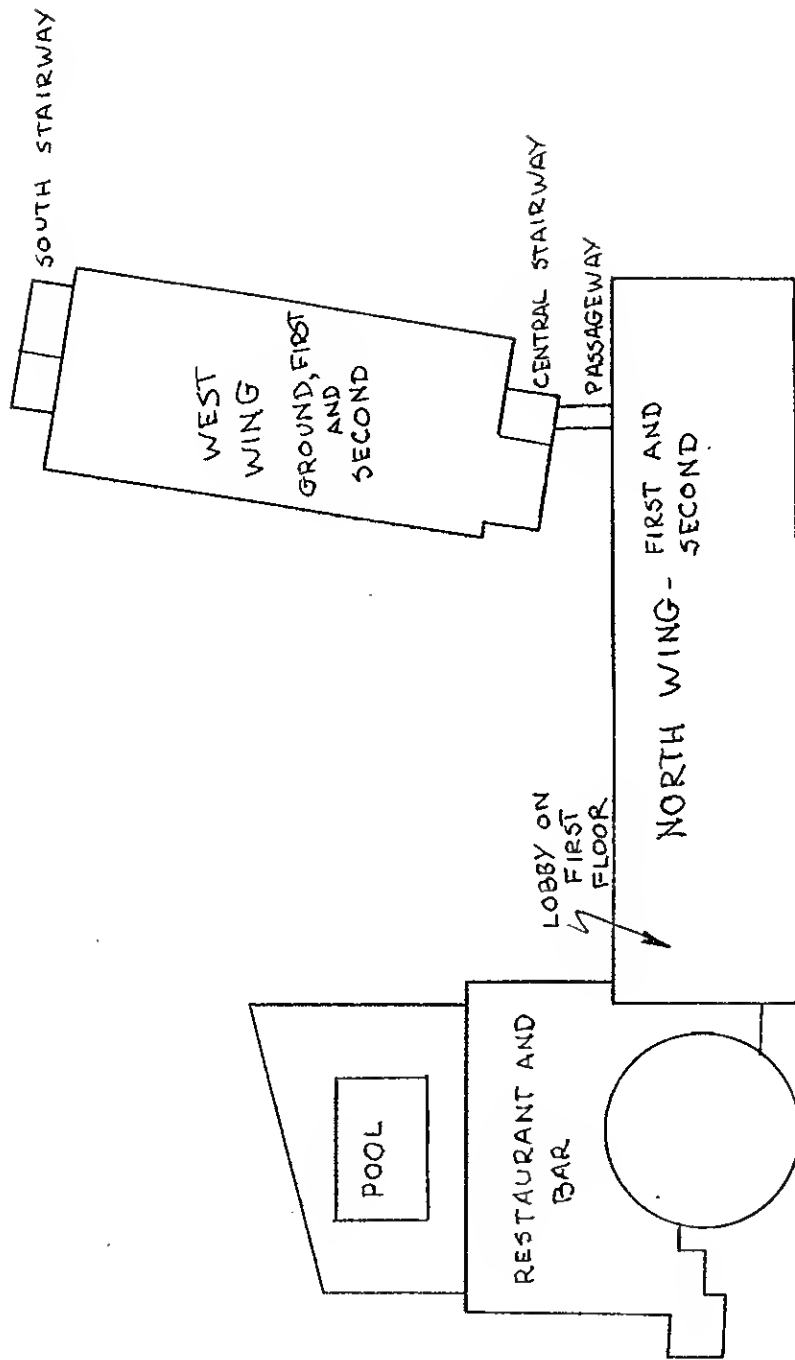 SOUTH STAIRWAY
WEST
WING
GROUND, FIRST
AND
SECOND
CENTRAL STAIRWAY
PASSAGEWAY
LOBBY ON
FIRST
FLOOR
NORTH WING - FIRST AND
SECOND
POOL
RESTAURANT AND
BAR